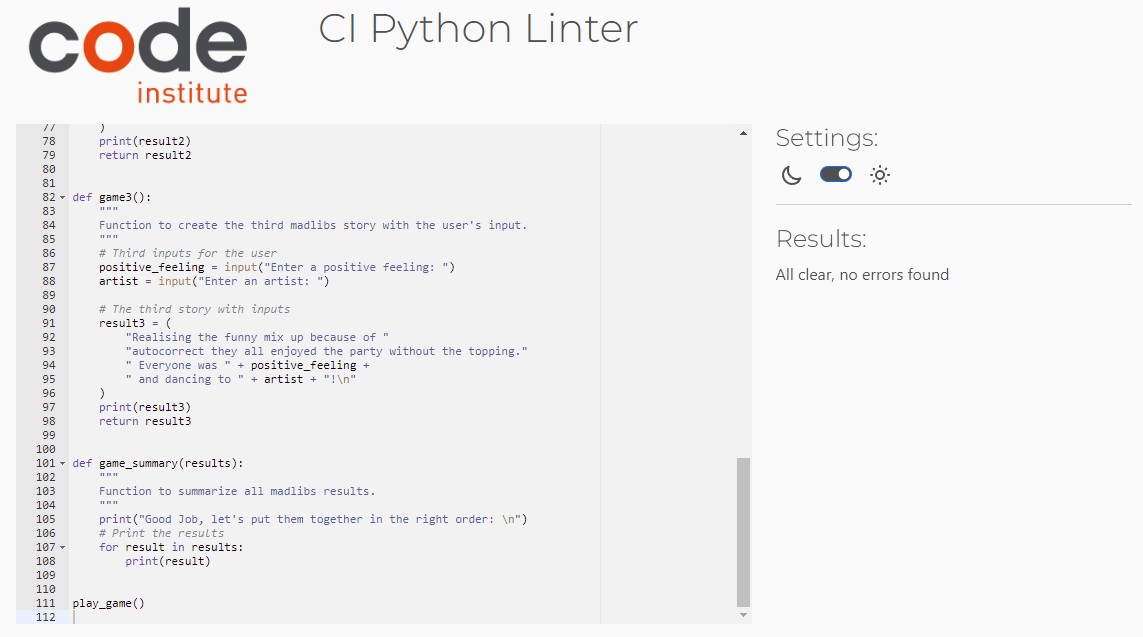 code
institute
CI Python Linter
77     )
78     print(result2)
79     return result2
80
81
82 def game3():
83     """
84     Function to create the third madlibs story with the user's input.
85     """
86     # Third inputs for the user
87     positive_feeling = input("Enter a positive feeling: ")
88     artist = input("Enter an artist: ")
89
90     # The third story with inputs
91     result3 = (
92         "Realising the funny mix up because of "
93         "autocorrect they all enjoyed the party without the topping."
94         " Everyone was " + positive_feeling +
95         " and dancing to " + artist + "!\n"
96     )
97     print(result3)
98     return result3
99
100
101 def game_summary(results):
102     """
103     Function to summarize all madlibs results.
104     """
105     print("Good Job, let's put them together in the right order: \n")
106     # Print the results
107     for result in results:
108         print(result)
109
110
111 play_game()
112
Settings:
Results:
All clear, no errors found